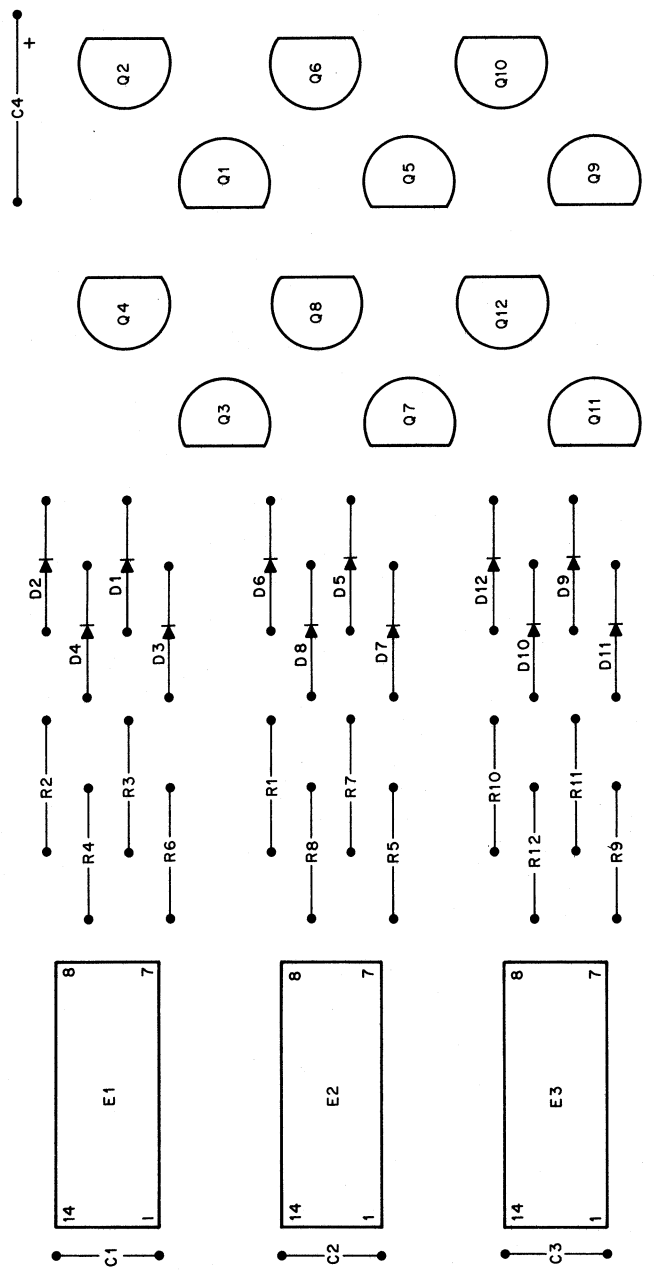 C4
+
Q2
Q6
Q10
Q1
Q5
Q9
Q4
Q8
Q12
Q3
Q7
Q11
D2
D1
D6
D5
D12
D9
D4
D3
D8
D7
D10
D11
R2
R3
R1
R7
R10
R11
R4
R6
R8
R5
R12
R9
8
7
8
7
8
7
E1
E2
E3
14
1
14
1
14
1
C1
C2
C3